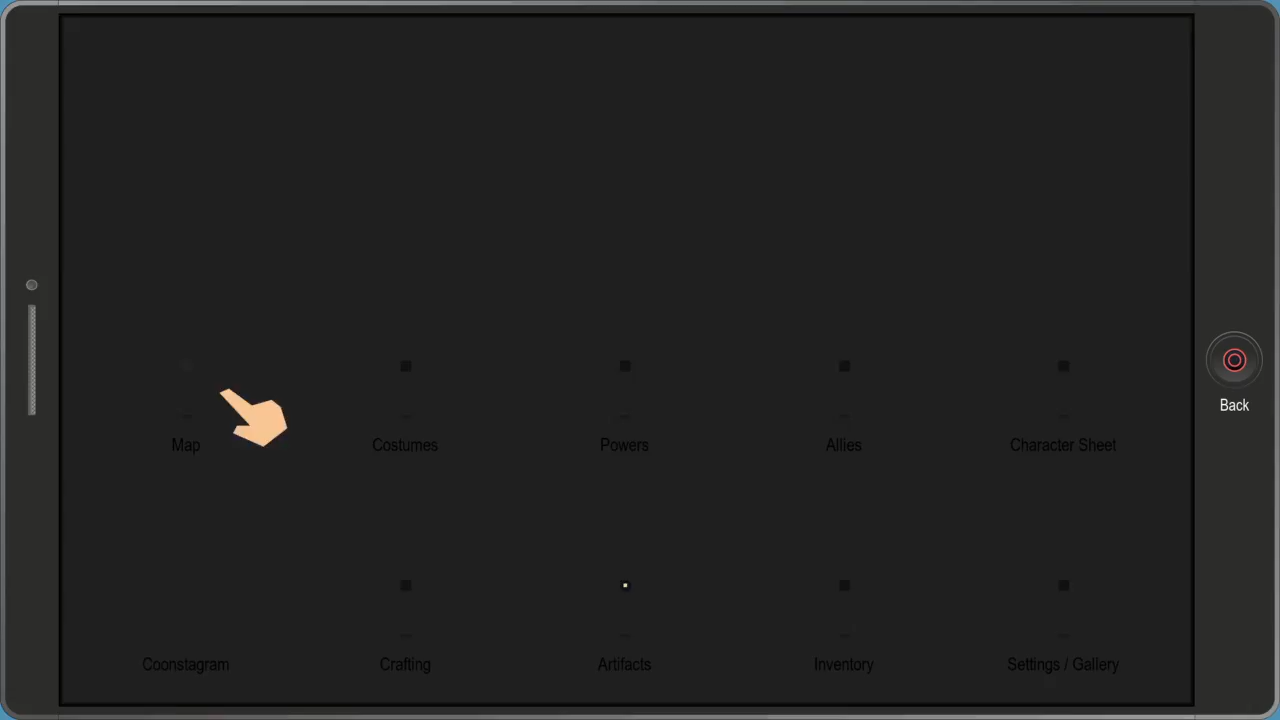 Map Costumes Powers Allies Character Sheet
Back
Coonstagram Crafting Artifacts Inventory Settings / Gallery